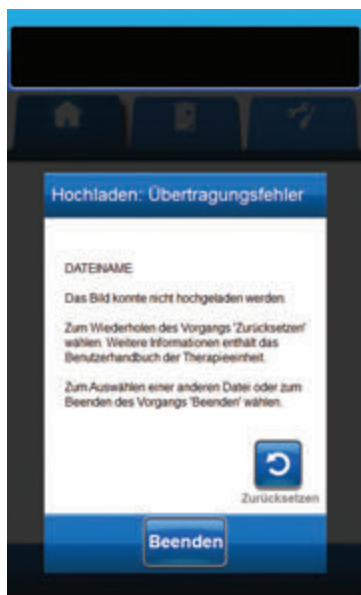 Hochladen: Übertragungsfehler
DATEINAME
Das Bild konnte nicht hochgeladen werden.
Zum Wiederholen des Vorgangs 'Zurücksetzen'
wählen. Weitere Informationen enthält das
Benutzerhandbuch der Therapieeinheit.
Zum Auswählen einer anderen Datei oder zum
Beenden des Vorgangs 'Beenden' wählen.
Zurücksetzen
Beenden